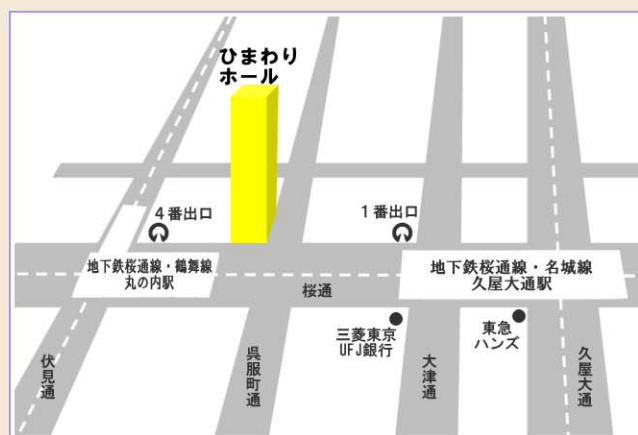 ひまわり
ホール
4番出口
1番出口
地下鉄桜通線・鶴舞線
丸の内駅
地下鉄桜通線・名城線
久屋大通駅
桜通
三菱東京
UFJ銀行
東急
ハンズ
伏見通
呉服町通
大津通
久屋大通